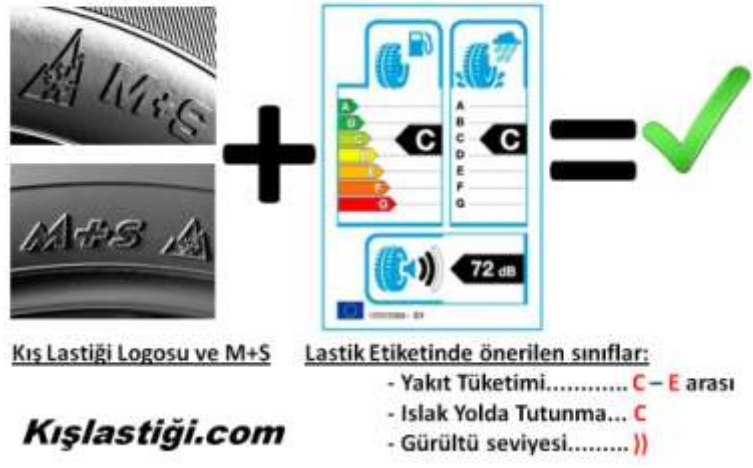 M+S
M+S
A
B
C
D
E
F
G
C
A
B
C
D
E
F
G
C
72 dB
Kış Lastiği Logosu ve M+S
Lastik Etiketinde önerilen sınıflar:
- Yakıt Tüketimi............ C – E arası
- Islak Yolda Tutunma... C
- Gürültü seviyesi......... ))
Kışlastiği.com